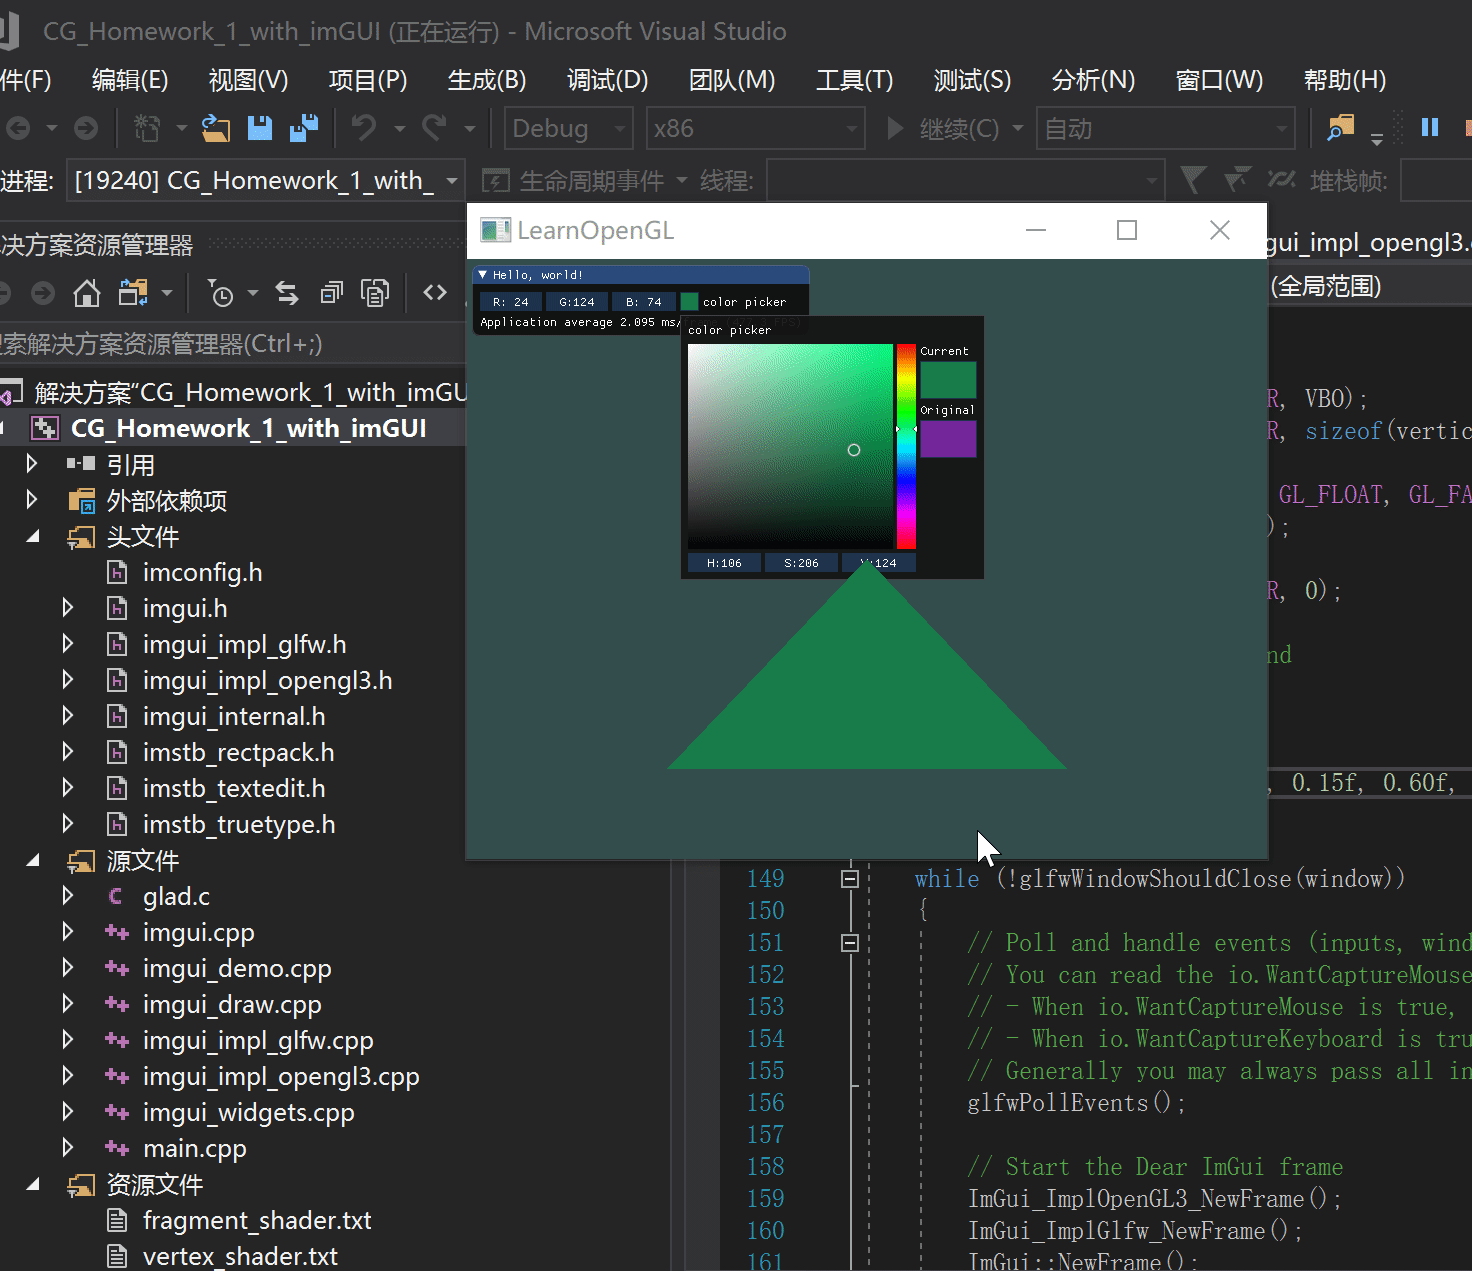 CG_Homework_1_with_imGUI (正在运行) - Microsoft Visual Studio
件(F) 编辑(E) 视图(V) 项目(P) 生成(B) 调试(D) 团队(M) 工具(T) 测试(S) 分析(N) 窗口(W) 帮助(H)
Debug x86 继续(C) 自动
进程: [19240] CG_Homework_1_with_ 生命周期事件 线程: 堆栈帧:
决方案资源管理器
搜索解决方案资源管理器(Ctrl+;)
解决方案“CG_Homework_1_with_imGU
CG_Homework_1_with_imGUI
引用
外部依赖项
头文件
imconfig.h
imgui.h
imgui_impl_glfw.h
imgui_impl_opengl3.h
imgui_internal.h
imstb_rectpack.h
imstb_textedit.h
imstb_truetype.h
源文件
glad.c
imgui.cpp
imgui_demo.cpp
imgui_draw.cpp
imgui_impl_glfw.cpp
imgui_impl_opengl3.cpp
imgui_widgets.cpp
main.cpp
资源文件
fragment_shader.txt
vertex_shader.txt
LearnOpenGL
Hello, world!
R: 24 G:124 B: 74 color picker
Application average 2.095 ms/
color picker
Current
Original
H:106 S:206 V:124
gui_impl_opengl3.
(全局范围)
R, VBO);
R, sizeof(vertic
GL_FLOAT, GL_FA
);
R, 0);
nd
, 0.15f, 0.60f,
149 while (!glfwWindowShouldClose(window))
150 {
151 // Poll and handle events (inputs, wind
152 // You can read the io.WantCaptureMouse
153 // - When io.WantCaptureMouse is true,
154 // - When io.WantCaptureKeyboard is tru
155 // Generally you may always pass all in
156 glfwPollEvents();
157
158 // Start the Dear ImGui frame
159 ImGui_ImplOpenGL3_NewFrame();
160 ImGui_ImplGlfw_NewFrame();
161 ImGui::NewFrame();